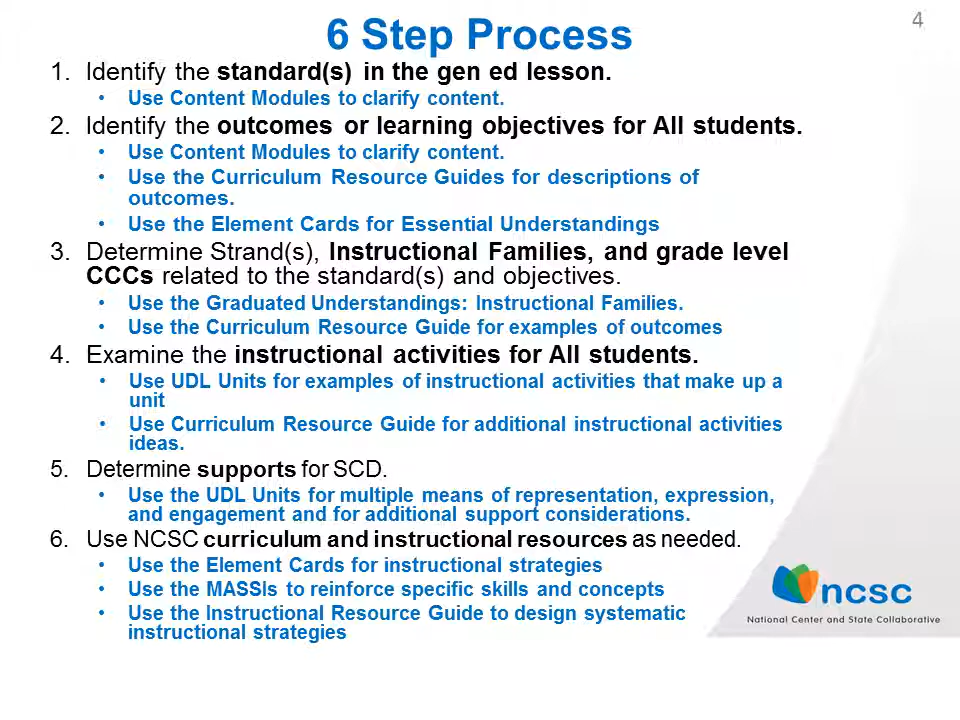 4
6 Step Process
1. Identify the standard(s) in the gen ed lesson.
• Use Content Modules to clarify content.
2. Identify the outcomes or learning objectives for All students.
• Use Content Modules to clarify content.
• Use the Curriculum Resource Guides for descriptions of
outcomes.
• Use the Element Cards for Essential Understandings
3. Determine Strand(s), Instructional Families, and grade level
CCCs related to the standard(s) and objectives.
• Use the Graduated Understandings: Instructional Families.
• Use the Curriculum Resource Guide for examples of outcomes
4. Examine the instructional activities for All students.
• Use UDL Units for examples of instructional activities that make up a
unit
• Use Curriculum Resource Guide for additional instructional activities
ideas.
5. Determine supports for SCD.
• Use the UDL Units for multiple means of representation, expression,
and engagement and for additional support considerations.
6. Use NCSC curriculum and instructional resources as needed.
• Use the Element Cards for instructional strategies
• Use the MASSIs to reinforce specific skills and concepts
• Use the Instructional Resource Guide to design systematic
instructional strategies
ncsc
National Center and State Collaborative